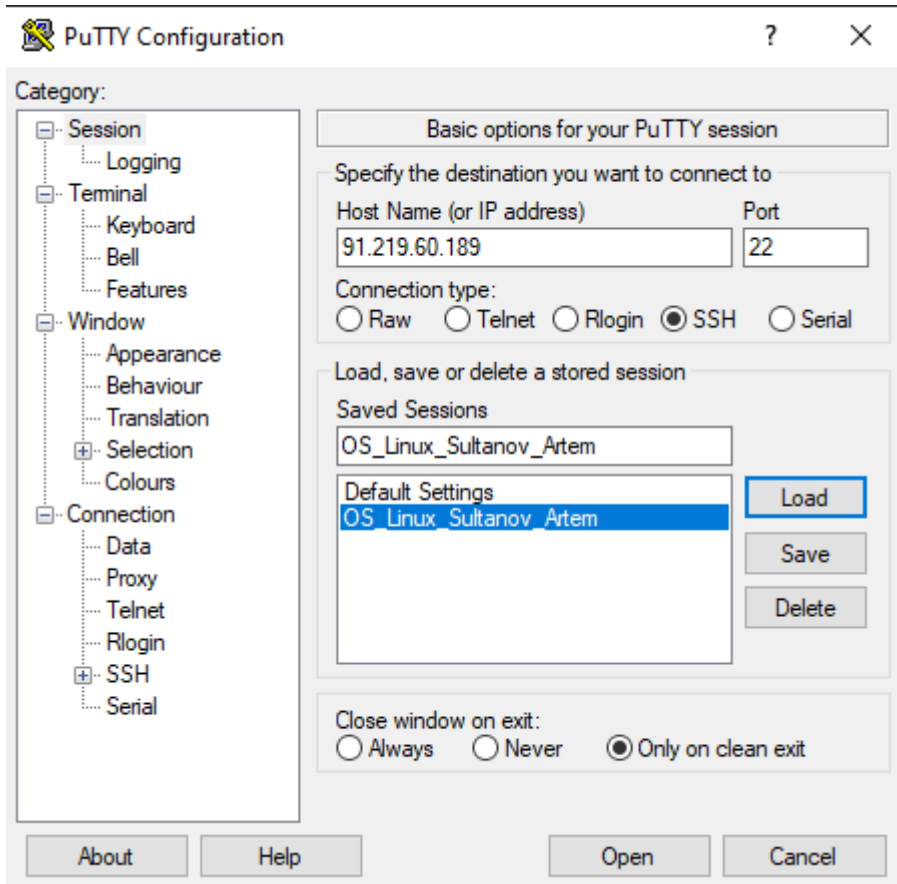 PuTTY Configuration
?
Category:
Session
Logging
Terminal
Keyboard
Bell
Features
Window
Appearance
Behaviour
Translation
Selection
Colours
Connection
Data
Proxy
Telnet
Rlogin
SSH
Serial
Basic options for your PuTTY session
Specify the destination you want to connect to
Host Name (or IP address) Port
91.219.60.189 22
Connection type:
Raw Telnet Rlogin SSH Serial
Load, save or delete a stored session
Saved Sessions
OS_Linux_Sultanov_Artem
Default Settings
OS_Linux_Sultanov_Artem
Load
Save
Delete
Close window on exit:
Always Never Only on clean exit
About Help Open Cancel